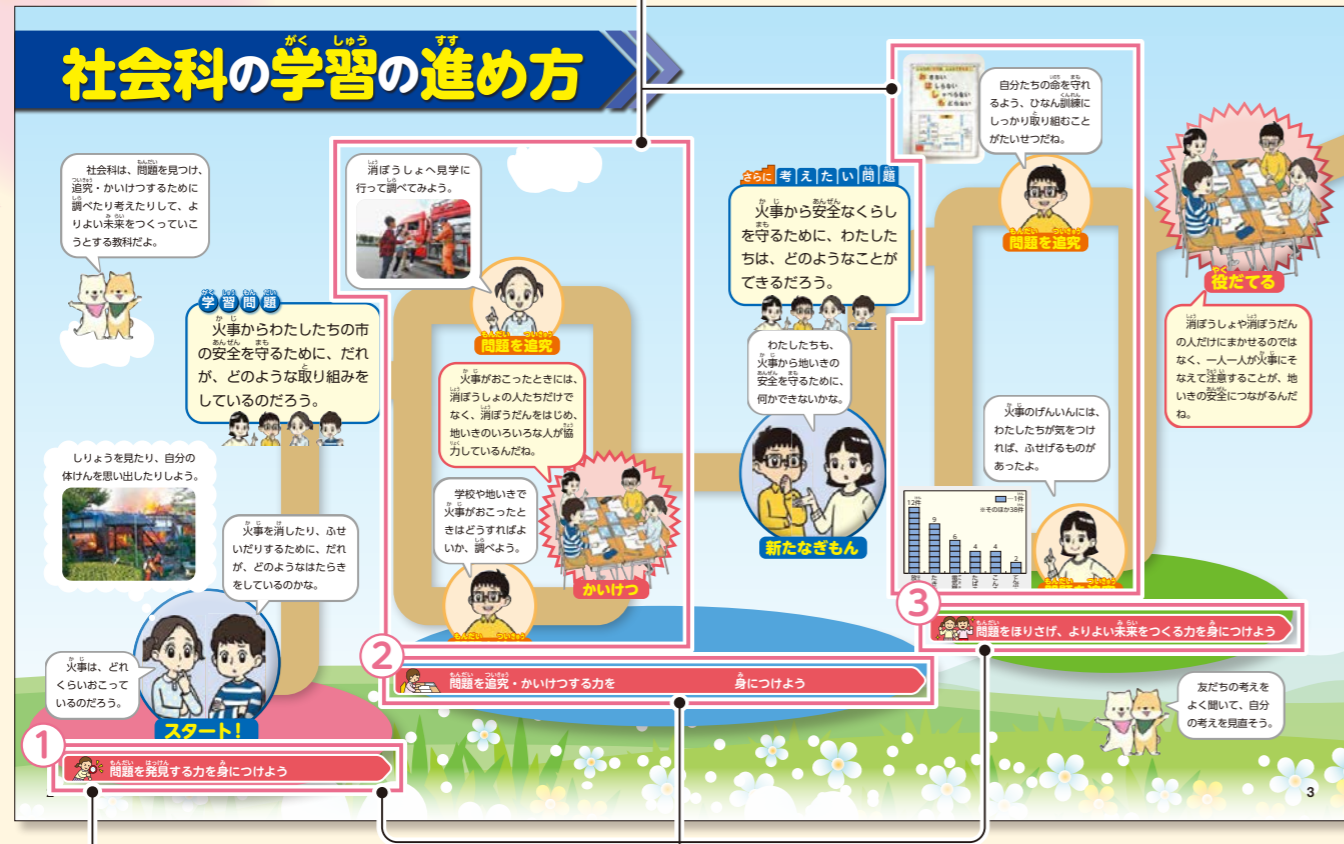 社会科の学習の進め方
社会科は、問題を見つけ、
追究・かいけつするために
調べたり考えたりして、よ
りよい未来をつくっていこ
うとする教科だよ。
学習問題
火事からわたしたちの市
の安全を守るために、だれ
が、どのような取り組みを
しているのだろう。
しりょうを見たり、自分の
体けんを思い出したりしよう。
火事を消したり、ふせ
いだりするために、だれ
が、どのようなはたらき
をしているのかな。
火事は、どれ
くらいおこって
いるのだろう。
スタート!
①
問題を発見する力を身につけよう
消ぼうしょへ見学に
行って調べてみよう。
問題を追究
火事がおこったときには、
消ぼうしょの人たちだけで
なく、消ぼうだんをはじめ、
地いきのいろいろな人が協
力しているんだね。
学校や地いきで
火事がおこったと
きはどうすればよ
いか、調べよう。
かいけつ
②
問題を追究・かいけつする力を 身につけよう
さらに考えたい問題
火事から安全なくらし
を守るために、わたした
ちは、どのようなことが
できるだろう。
わたしたちも、
火事から地いきの
安全を守るために、
何かできないかな。
新たなぎもん
おさない
はしらない
しゃべらない
もどらない
自分たちの命を守れ
るよう、ひなん訓練に
しっかり取り組むこと
がたいせつだね。
問題を追究
火事のげんいんには、
わたしたちが気をつけ
れば、ふせげるものが
あったよ。
12件
9
6
4
4
2
―1件
※そのほか38件
③
問題をほりさげ、よりよい未来をつくる力を身につけよう
役だてる
消ぼうしょや消ぼうだん
の人だけにまかせるのでは
なく、一人一人が火事にそ
なえて注意することが、地
いきの安全につながるんだ
ね。
友だちの考えを
よく聞いて、自分
の考えを見直そう。
3